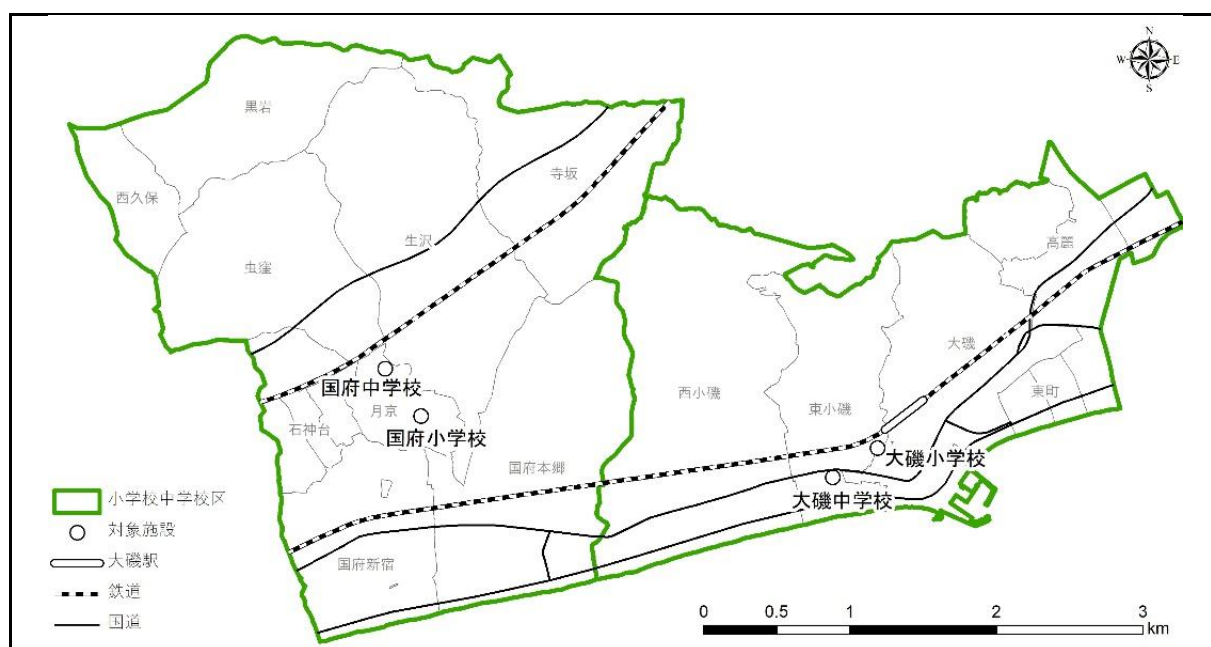 N
W
E
S
黒岩
西久保
寺坂
生沢
虫窪
高麗
大磯
国府中学校
月京
石神台
国府小学校
西小磯
東小磯
東町
国府本郷
大磯小学校
大磯中学校
国府新宿
小学校中学校区
対象施設
大磯駅
鉄道
国道
0 0.5 1 2 3
km